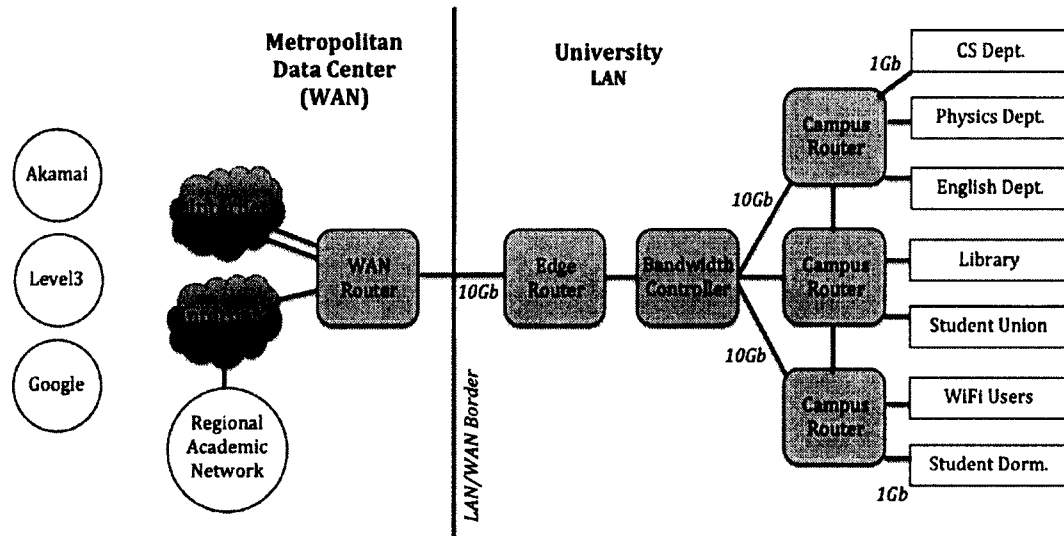 Metropolitan
Data Center
(WAN)
University
LAN
Akamai
Level3
Google
Internet
WAN
Router
Regional
Academic
Network
10Gb
LAN/WAN Border
Edge
Router
Bandwidth
Controller
10Gb
10Gb
Campus
Router
Campus
Router
Campus
Router
1Gb
CS Dept.
Physics Dept.
English Dept.
Library
Student Union
WiFi Users
Student Dorm.
1Gb